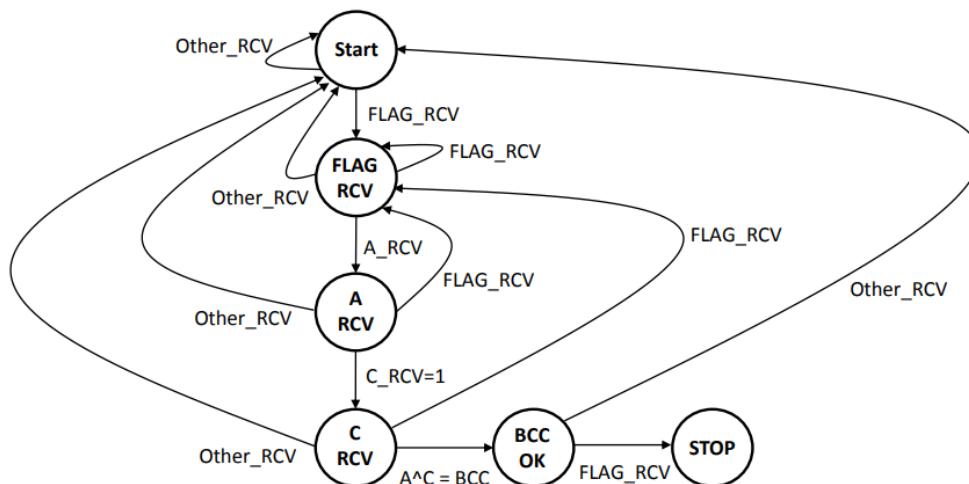 Other_RCV
Start
FLAG_RCV
FLAG
RCV
FLAG_RCV
Other_RCV
A_RCV
FLAG_RCV
FLAG_RCV
A
RCV
Other_RCV
Other_RCV
C_RCV=1
C
RCV
BCC
OK
STOP
Other_RCV
A^C = BCC
FLAG_RCV